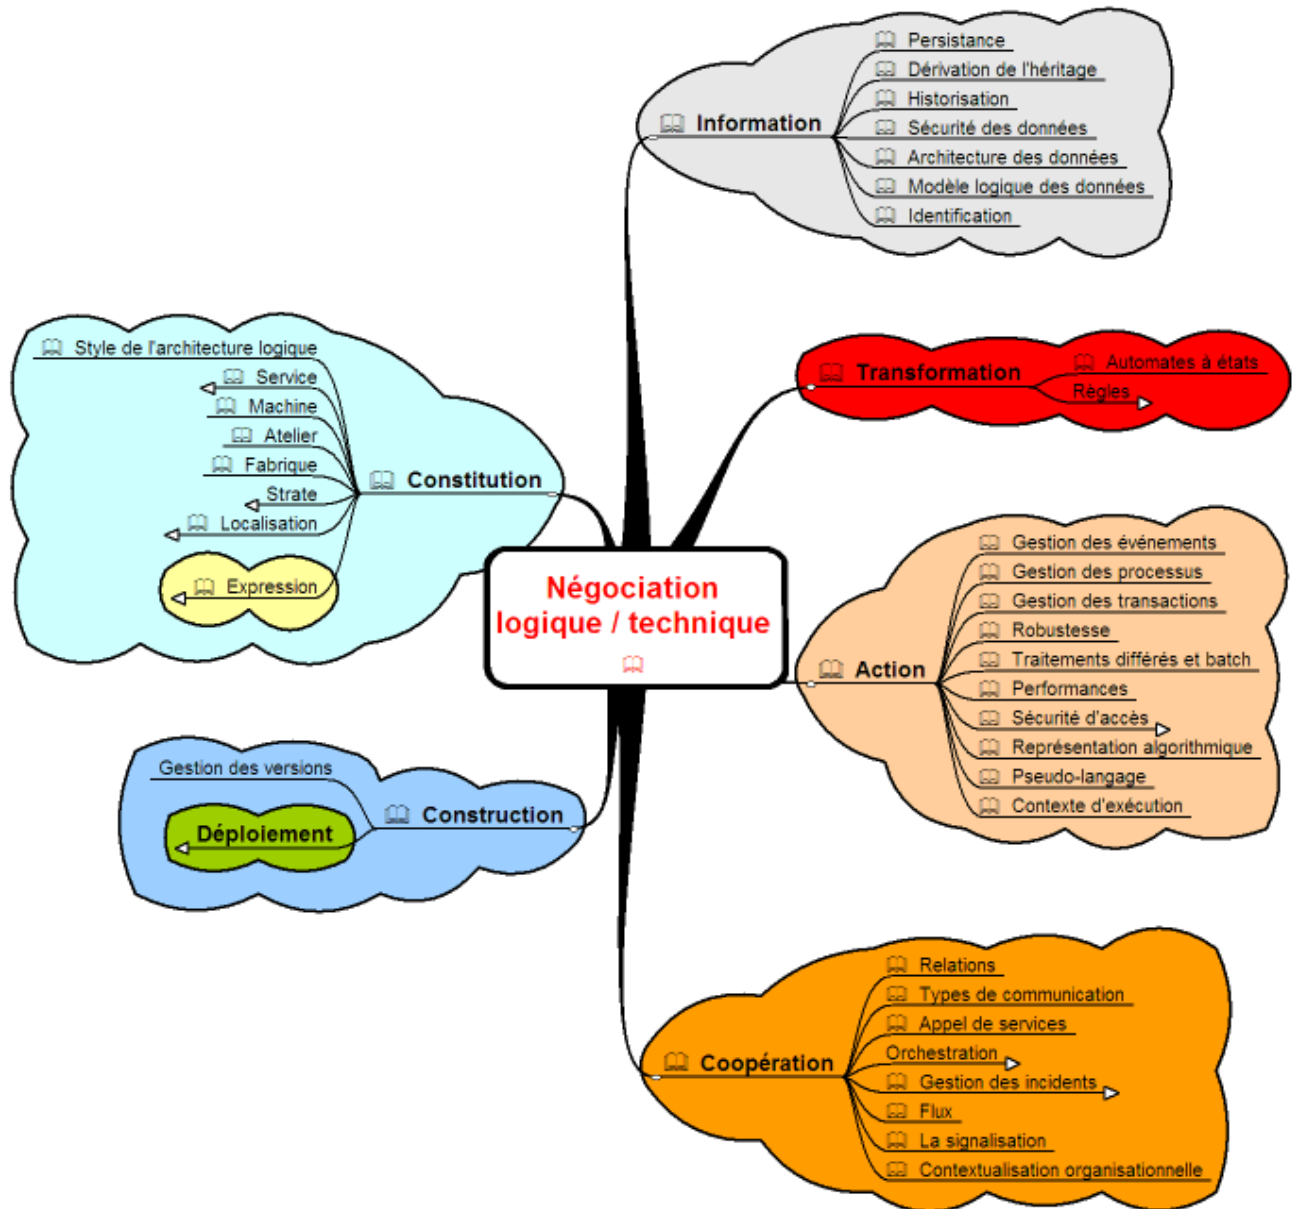 Négociation
logique / technique
Information
Persistance
Dérivation de l'héritage
Historisation
Sécurité des données
Architecture des données
Modèle logique des données
Identification
Transformation
Automates à états
Règles
Action
Gestion des événements
Gestion des processus
Gestion des transactions
Robustesse
Traitements différés et batch
Performances
Sécurité d'accès
Représentation algorithmique
Pseudo-langage
Contexte d'exécution
Coopération
Relations
Types de communication
Appel de services
Orchestration
Gestion des incidents
Flux
La signalisation
Contextualisation organisationnelle
Constitution
Style de l'architecture logique
Service
Machine
Atelier
Fabrique
Strate
Localisation
Expression
Construction
Gestion des versions
Déploiement